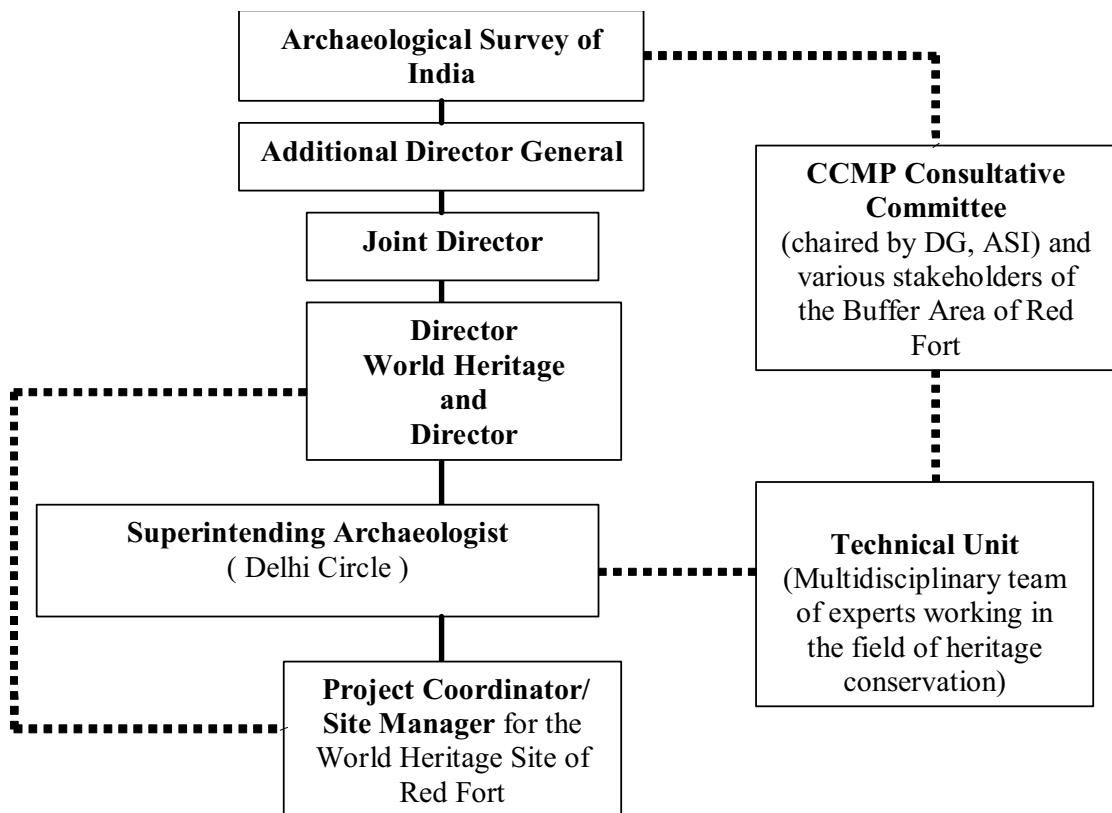 Archaeological Survey of
India
Additional Director General
Joint Director
Director
World Heritage
and
Director
Superintending Archaeologist
( Delhi Circle )
Project Coordinator/
Site Manager for the
World Heritage Site of
Red Fort
CCMP Consultative
Committee
(chaired by DG, ASI) and
various stakeholders of
the Buffer Area of Red
Fort
Technical Unit
(Multidisciplinary team
of experts working in
the field of heritage
conservation)